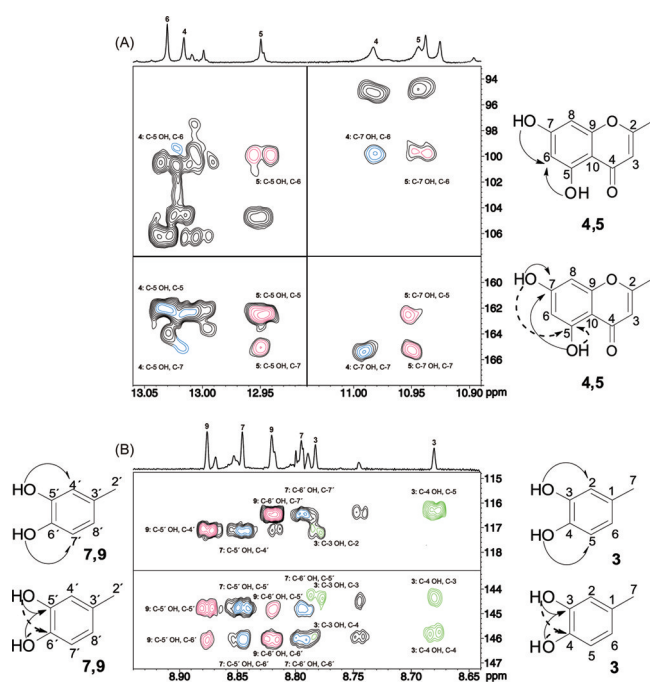 (A)
6 4 5 4 5
94
96
98
100
102
104
106
4: C-5 OH, C-6
4: C-7 OH, C-6
5: C-5 OH, C-6
5: C-7 OH, C-6
160
162
164
166
4: C-5 OH, C-5
5: C-5 OH, C-5
5: C-7 OH, C-5
4: C-5 OH, C-7
5: C-5 OH, C-7
4: C-7 OH, C-7
5: C-7 OH, C-7
13.05 13.00 12.95 11.00 10.95 10.90 ppm
ppm
HO 7 8 9 O 2
6 5 10 4 3
OH O
4,5
HO 7 8 9 O 2
6 5 10 4 3
OH O
4,5
(B)
9 7 9 7 3 3
115
116
117
118
7: C-6´ OH, C-7´
9: C-6´ OH, C-7´
3: C-4 OH, C-5
9: C-5´ OH, C-4´
3: C-3 OH, C-2
7: C-5´ OH, C-4´
144
145
146
147
7: C-6´ OH, C-5´
7: C-5´ OH, C-5´
3: C-3 OH, C-3
3: C-4 OH, C-3
9: C-5´ OH, C-5´
9: C-6´ OH, C-5´
3: C-3 OH, C-4
9: C-5´ OH, C-6´
9: C-6´ OH, C-6´
3: C-4 OH, C-4
7: C-5´ OH, C-6´
7: C-6´ OH, C-6´
8.90 8.85 8.80 8.75 8.70 8.65
ppm
ppm
HO 5´ 4´ 3´ 2´
HO 6´ 7´ 8´
7,9
HO 5´ 4´ 3´ 2´
HO 6´ 7´ 8´
7,9
HO 3 2 1 7
HO 4 5 6
3
HO 3 2 1 7
HO 4 5 6
3